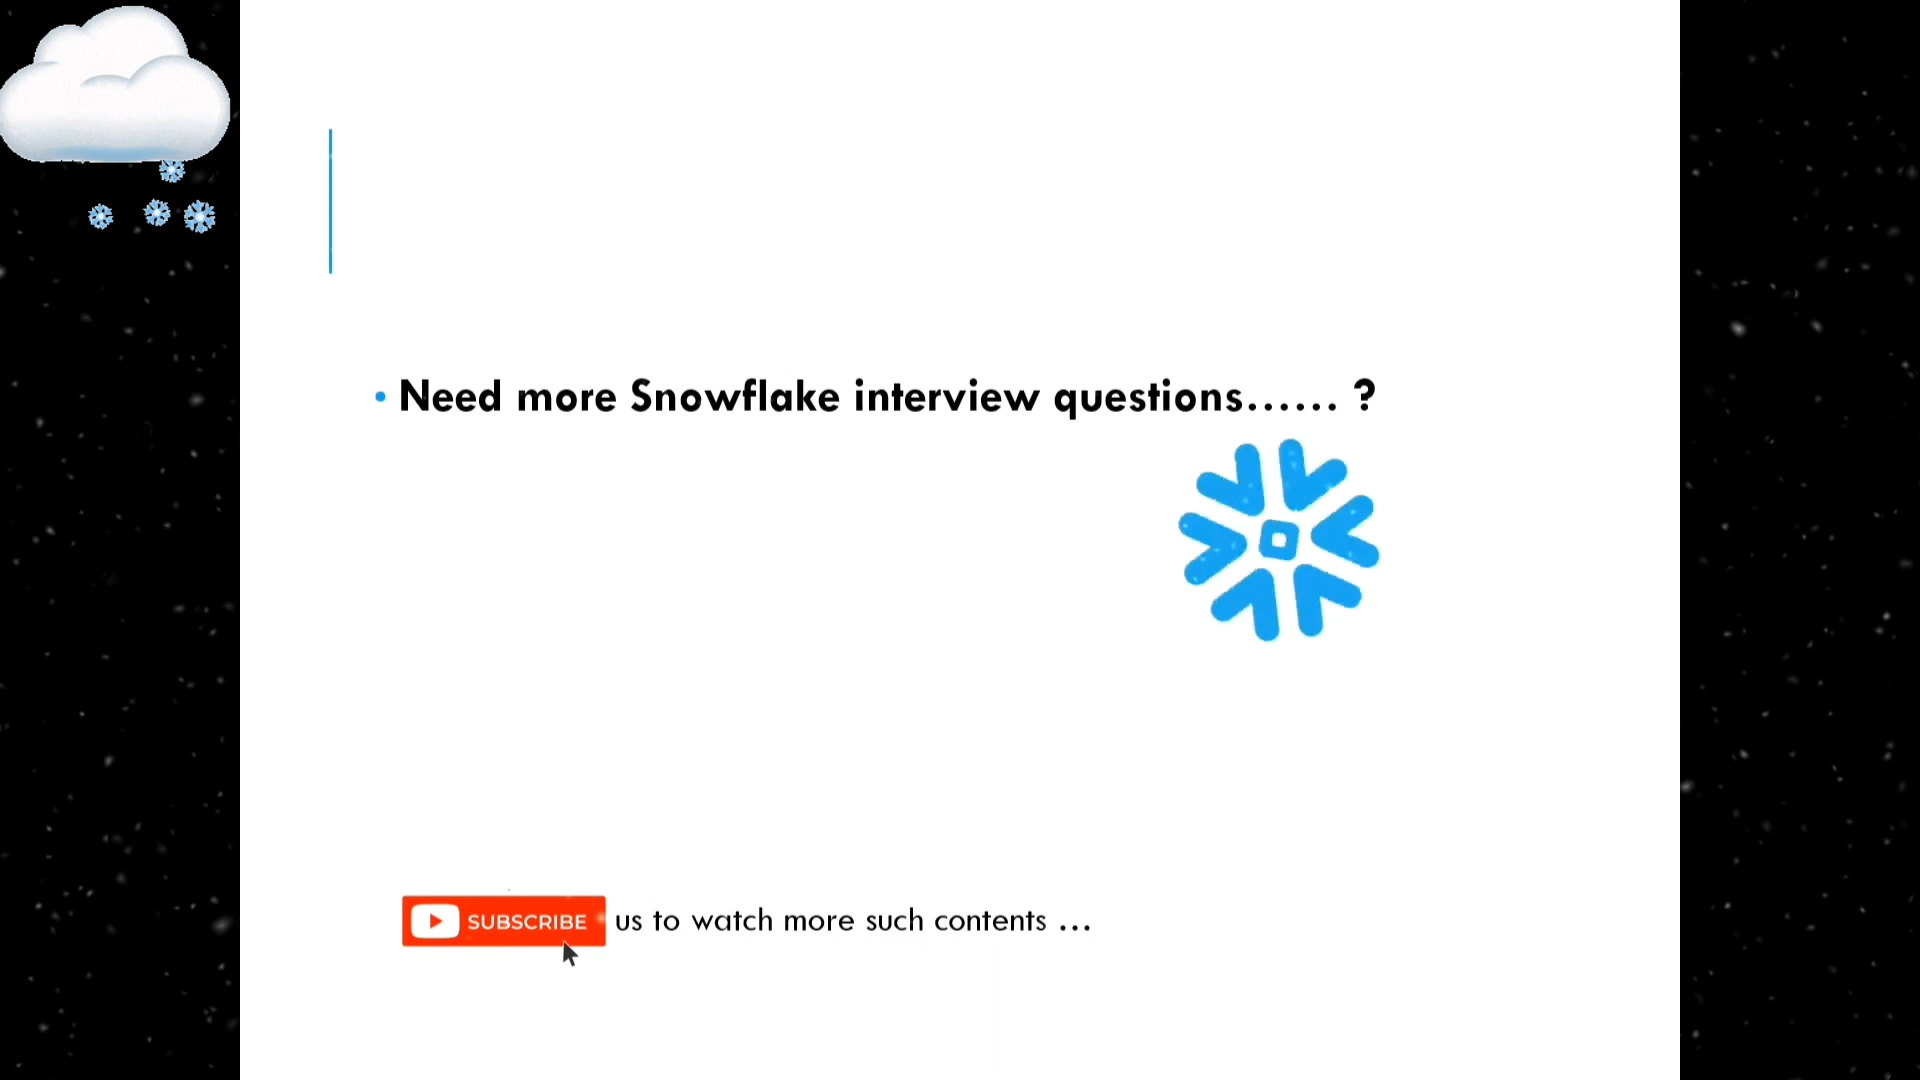 • Need more Snowflake interview questions...... ?
SUBSCRIBE us to watch more such contents ...